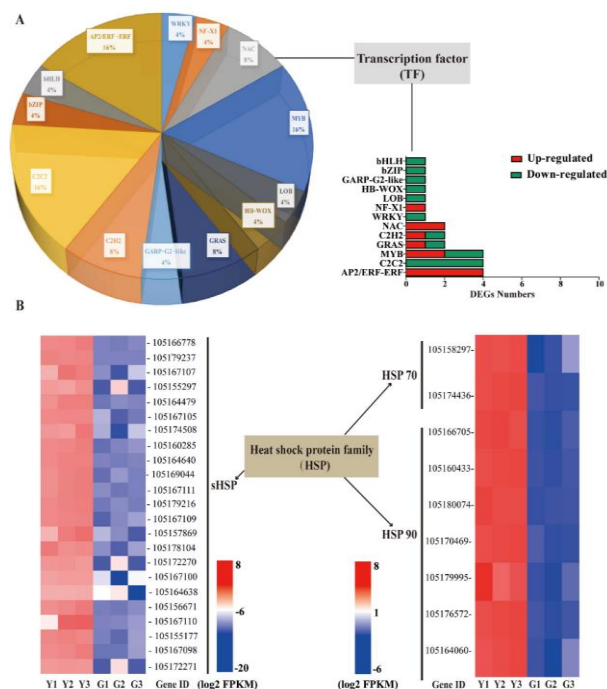 A
WRKY
4%
NF-X1
4%
NAC
8%
MYB
16%
LOB
4%
HB-WOX
4%
GRAS
8%
GARP-G2-like
4%
C2H2
8%
C2C2
16%
bZIP
4%
bHLH
4%
AP2/ERF-ERF
16%
Transcription factor
(TF)
Up-regulated
Down-regulated
bHLH
bZIP
GARP-G2-like
HB-WOX
LOB
NF-X1
WRKY
NAC
C2H2
GRAS
MYB
C2C2
AP2/ERF-ERF
0 2 4 6 8 10
DEGs Numbers
B
105166778
105179237
105167107
105155297
105164479
105167105
105174508
105160285
105164640
105169044
105167111
105179216
105167109
105157869
105178104
105172270
105167100
105164638
105156671
105167110
105155177
105167098
105172271
Y1 Y2 Y3 G1 G2 G3 Gene ID
sHSP
8
-6
-20
(log2 FPKM)
Heat shock protein family
(HSP)
HSP 70
HSP 90
8
1
-6
(log2 FPKM)
105158297
105174436
105166705
105160433
105180074
105170469
105179995
105176572
105164060
Gene ID Y1 Y2 Y3 G1 G2 G3